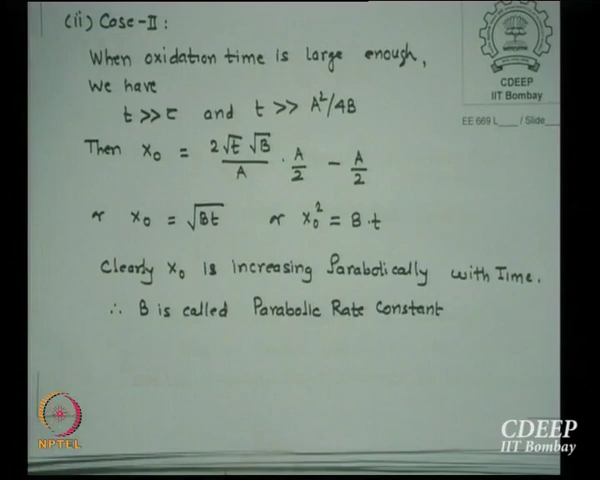 (ii) Case-II:
When oxidation time is large enough,
We have
t >> τ and t >> A²/4B
Then x₀ = 2√t √B / A · A/2 − A/2
or x₀ = √Bt or x₀² = B·t
Clearly x₀ is increasing Parabolically with Time.
∴ B is called Parabolic Rate Constant
CDEEP
IIT Bombay
EE 669 L____ / Slide___
NPTEL
CDEEP
IIT Bombay